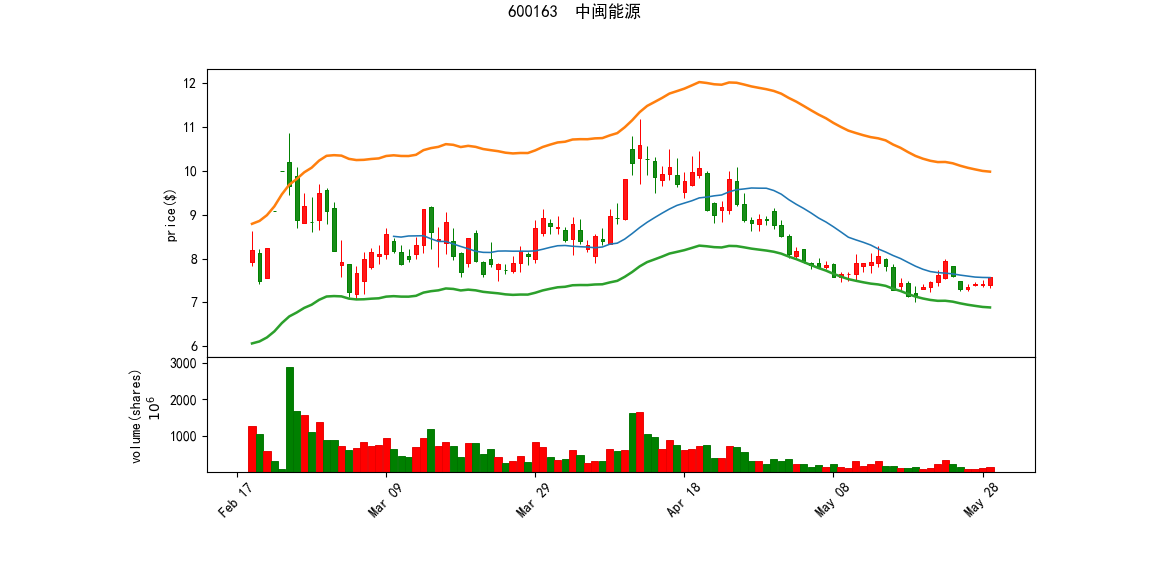 600163 中闽能源
price($)
12
11
10
9
8
7
6
volume(shares)
10^6
3000
2000
1000
Feb 17
Mar 09
Mar 29
Apr 18
May 08
May 28